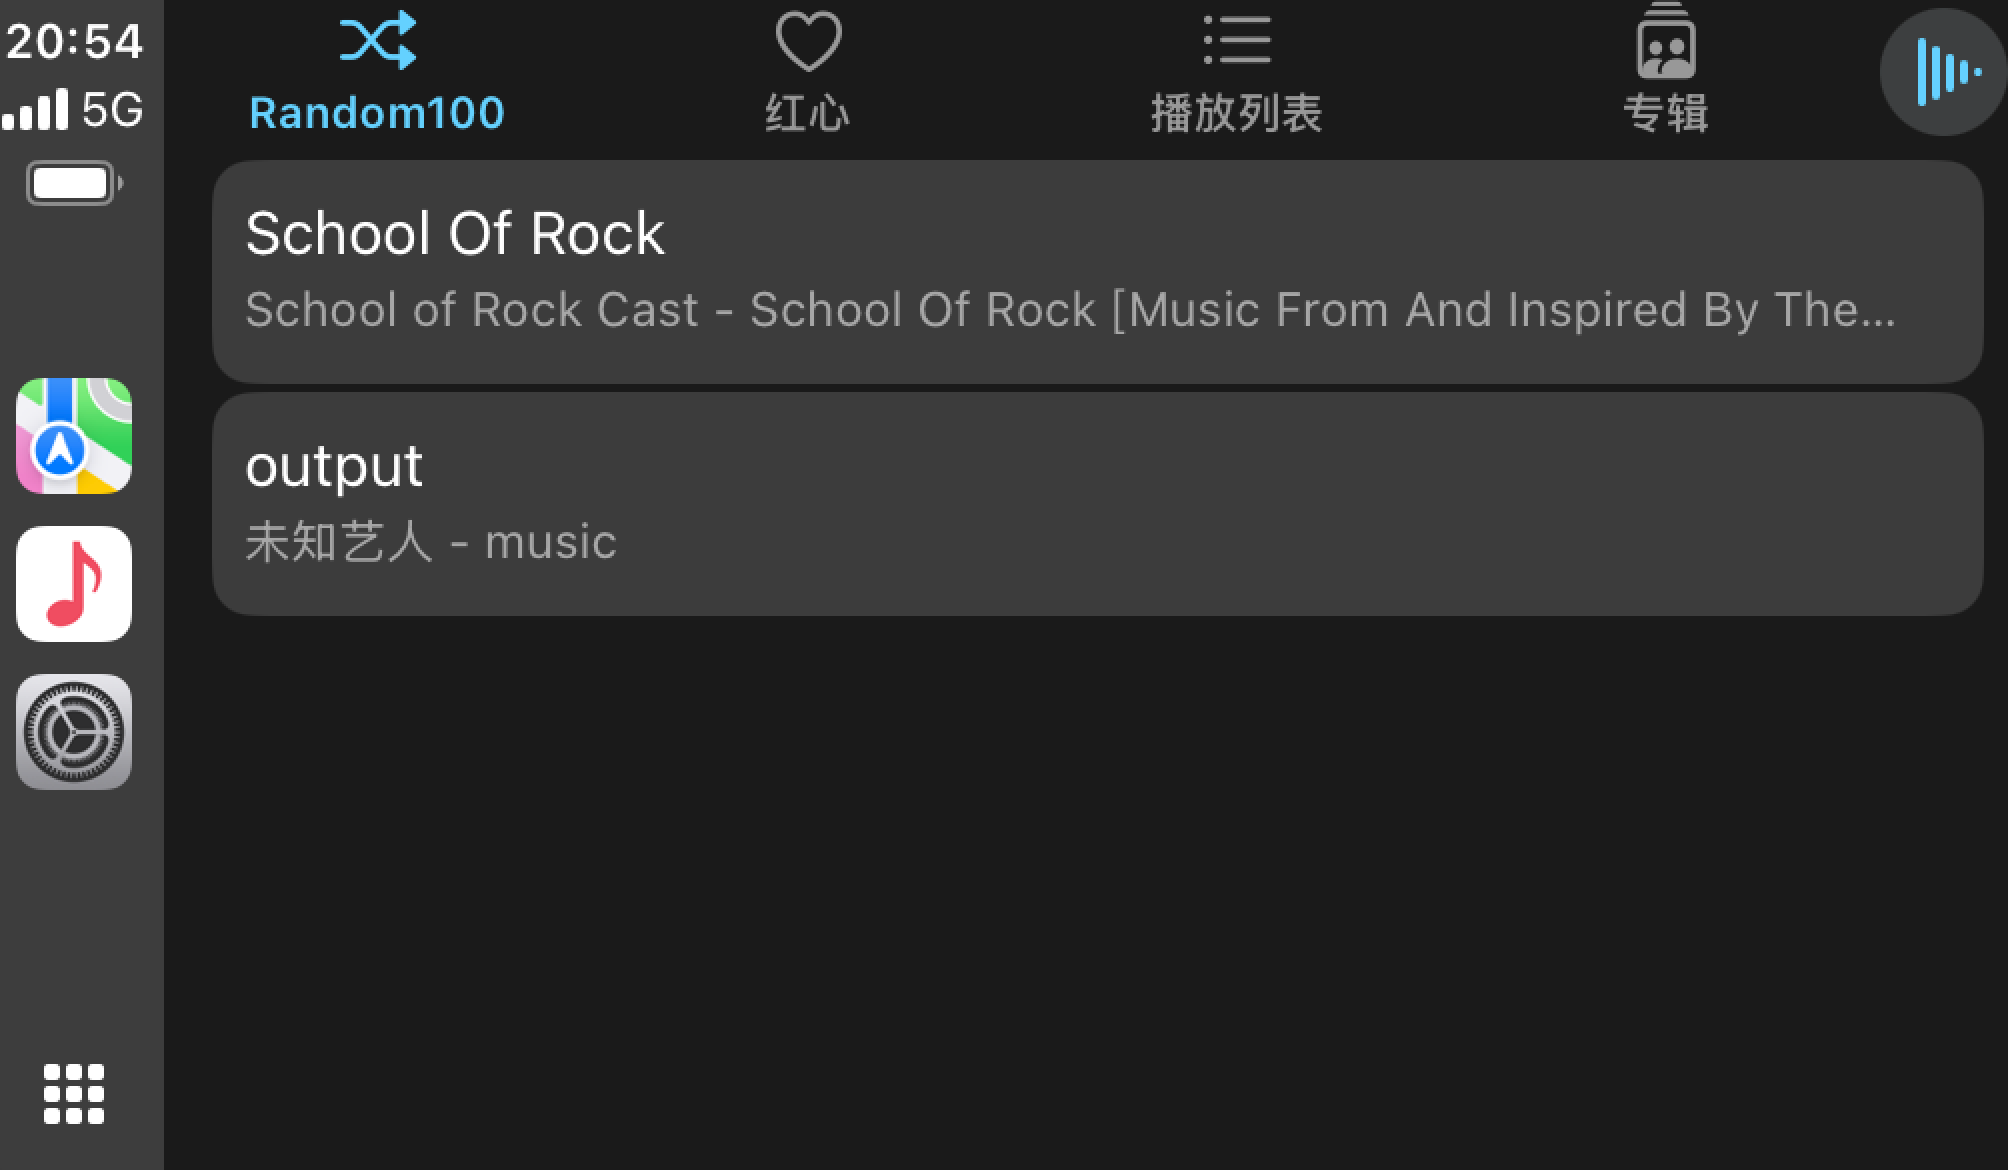 20:54
5G
Random100
红心
播放列表
专辑
School Of Rock
School of Rock Cast - School Of Rock [Music From And Inspired By The...
output
未知艺人 - music